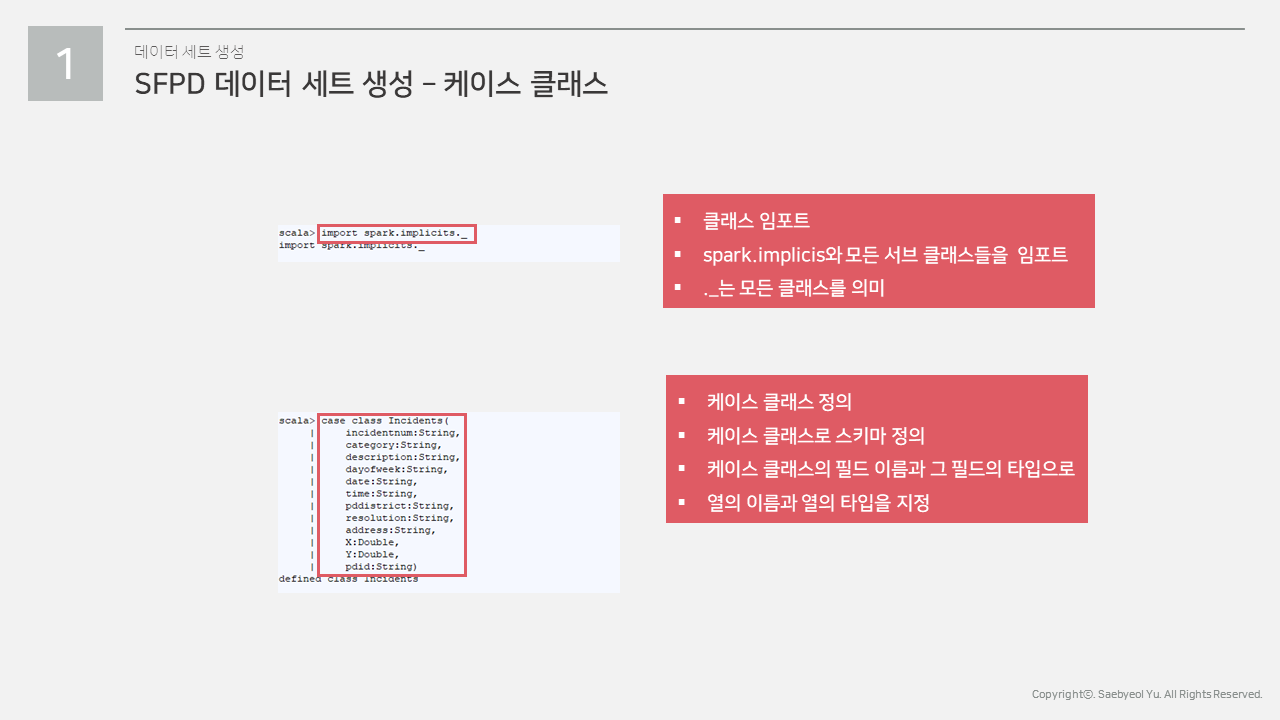 1
데이터 세트 생성
SFPD 데이터 세트 생성 – 케이스 클래스
scala> import spark.implicits._
import spark.implicits._
▪ 클래스 임포트
▪ spark.implicis와 모든 서브 클래스들을 임포트
▪ ._는 모든 클래스를 의미
scala> case class Incidents(
| incidentnum:String,
| category:String,
| description:String,
| dayofweek:String,
| date:String,
| time:String,
| pddistrict:String,
| resolution:String,
| address:String,
| X:Double,
| Y:Double,
| pdid:String)
defined class Incidents
▪ 케이스 클래스 정의
▪ 케이스 클래스로 스키마 정의
▪ 케이스 클래스의 필드 이름과 그 필드의 타입으로
▪ 열의 이름과 열의 타입을 지정
Copyrightⓒ. Saebyeol Yu. All Rights Reserved.